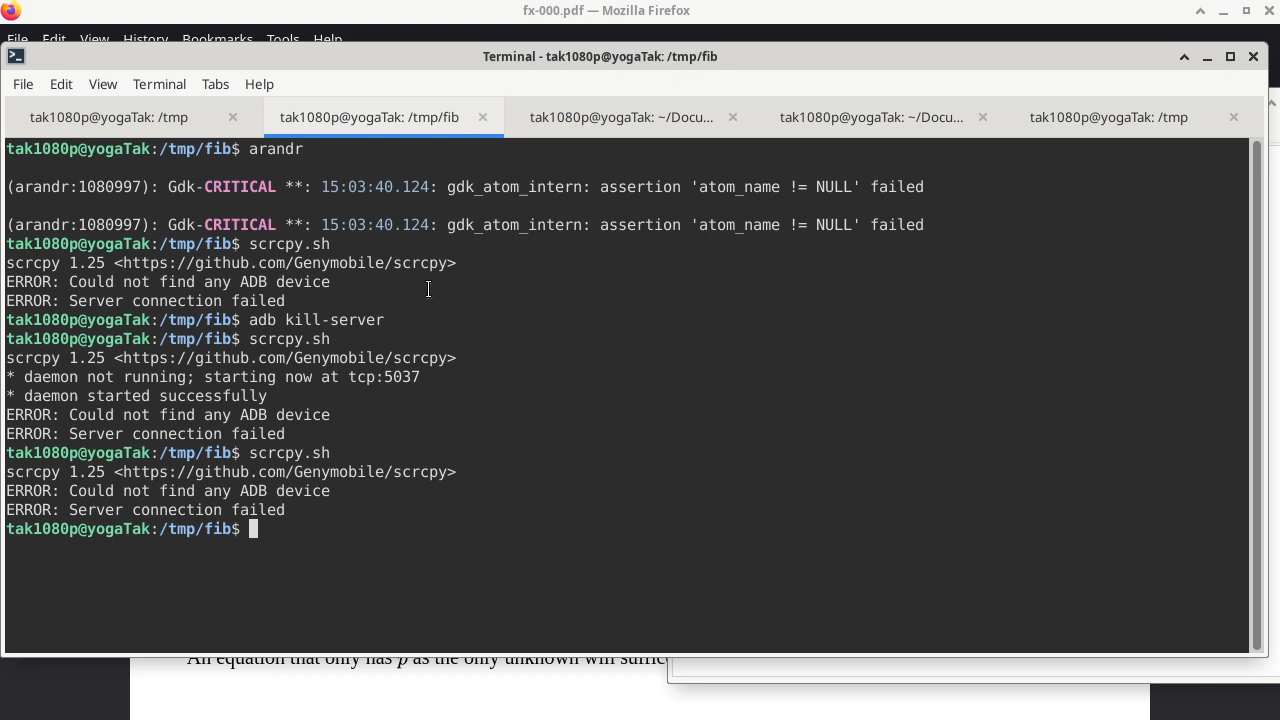 fx-000.pdf — Mozilla Firefox
File Edit View History Bookmarks Tools Help
Terminal - tak1080p@yogaTak: /tmp/fib
File Edit View Terminal Tabs Help
tak1080p@yogaTak: /tmp
tak1080p@yogaTak: /tmp/fib
tak1080p@yogaTak: ~/Docu...
tak1080p@yogaTak: ~/Docu...
tak1080p@yogaTak: /tmp
tak1080p@yogaTak:/tmp/fib$ arandr
(arandr:1080997): Gdk-CRITICAL **: 15:03:40.124: gdk_atom_intern: assertion 'atom_name != NULL' failed
(arandr:1080997): Gdk-CRITICAL **: 15:03:40.124: gdk_atom_intern: assertion 'atom_name != NULL' failed
tak1080p@yogaTak:/tmp/fib$ scrcpy.sh
scrcpy 1.25 <https://github.com/Genymobile/scrcpy>
ERROR: Could not find any ADB device
ERROR: Server connection failed
tak1080p@yogaTak:/tmp/fib$ adb kill-server
tak1080p@yogaTak:/tmp/fib$ scrcpy.sh
scrcpy 1.25 <https://github.com/Genymobile/scrcpy>
* daemon not running; starting now at tcp:5037
* daemon started successfully
ERROR: Could not find any ADB device
ERROR: Server connection failed
tak1080p@yogaTak:/tmp/fib$ scrcpy.sh
scrcpy 1.25 <https://github.com/Genymobile/scrcpy>
ERROR: Could not find any ADB device
ERROR: Server connection failed
tak1080p@yogaTak:/tmp/fib$
An equation that only has p as the only unknown will